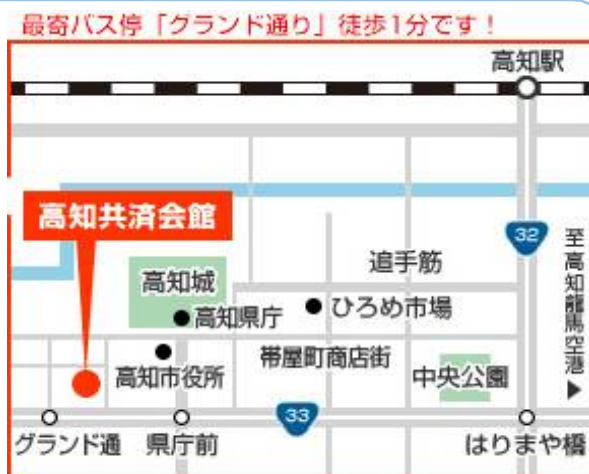 最寄バス停「グランド通り」徒歩1分です！
高知駅
高知共済会館
32
至高知龍馬空港▶
追手筋
高知城
高知県庁
ひろめ市場
帯屋町商店街
高知市役所
中央公園
33
グランド通
県庁前
はりまや橋